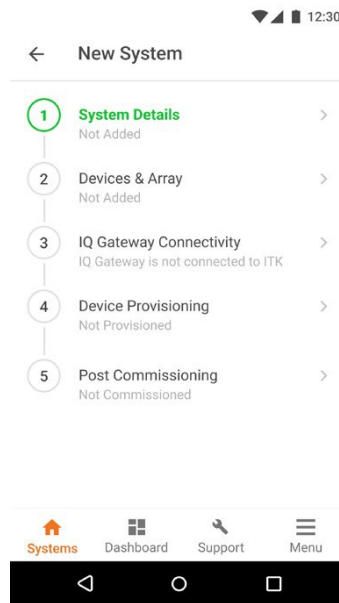 12:30
New System
1
System Details
Not Added
2
Devices & Array
Not Added
3
IQ Gateway Connectivity
IQ Gateway is not connected to ITK
4
Device Provisioning
Not Provisioned
5
Post Commissioning
Not Commissioned
Systems Dashboard Support Menu